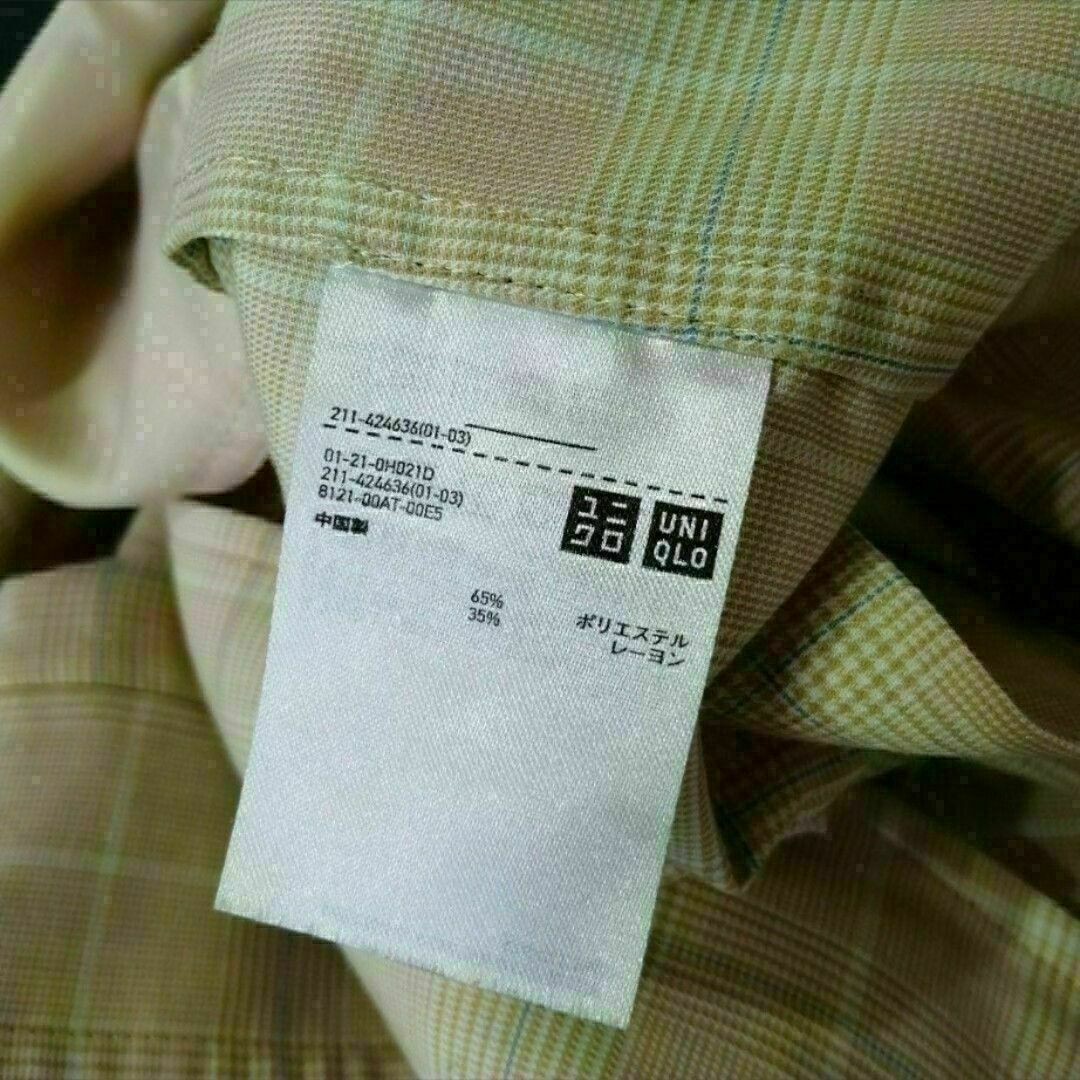 211-424636(01-03)
01-21-0H021D
211-424636(01-03)
8121-00AT-00E5
中国製
ユニ
クロ
UNI
QLO
65% ポリエステル
35% レーヨン